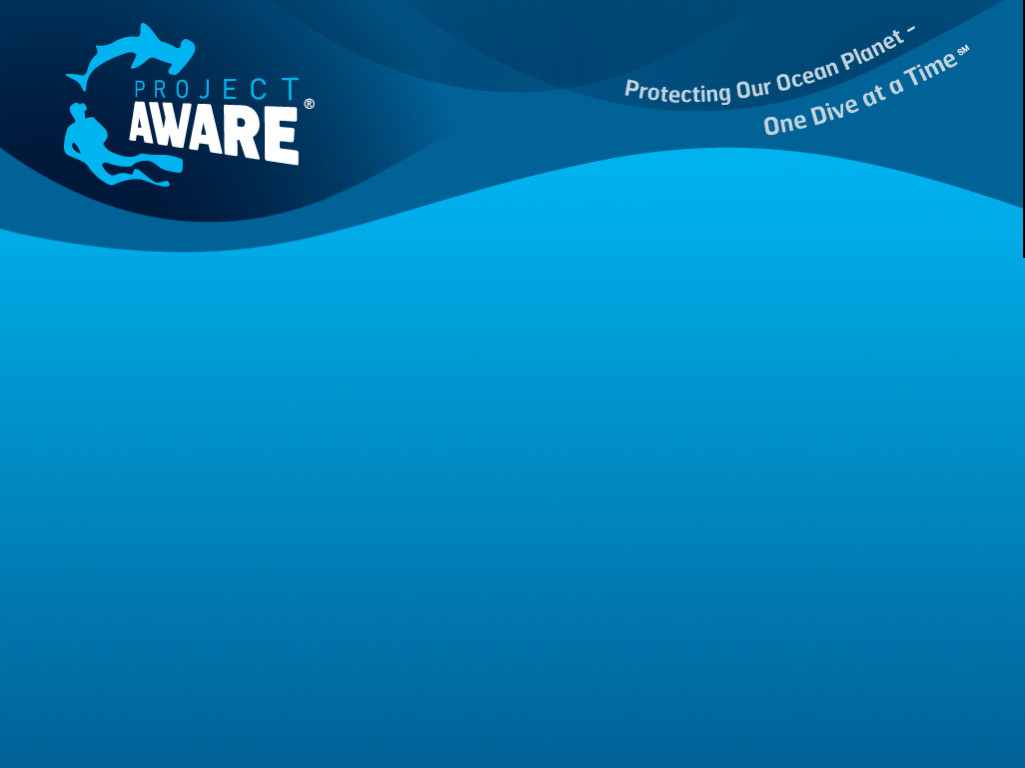 PROJECT
AWARE®
Protecting Our Ocean Planet –
One Dive at a Time℠